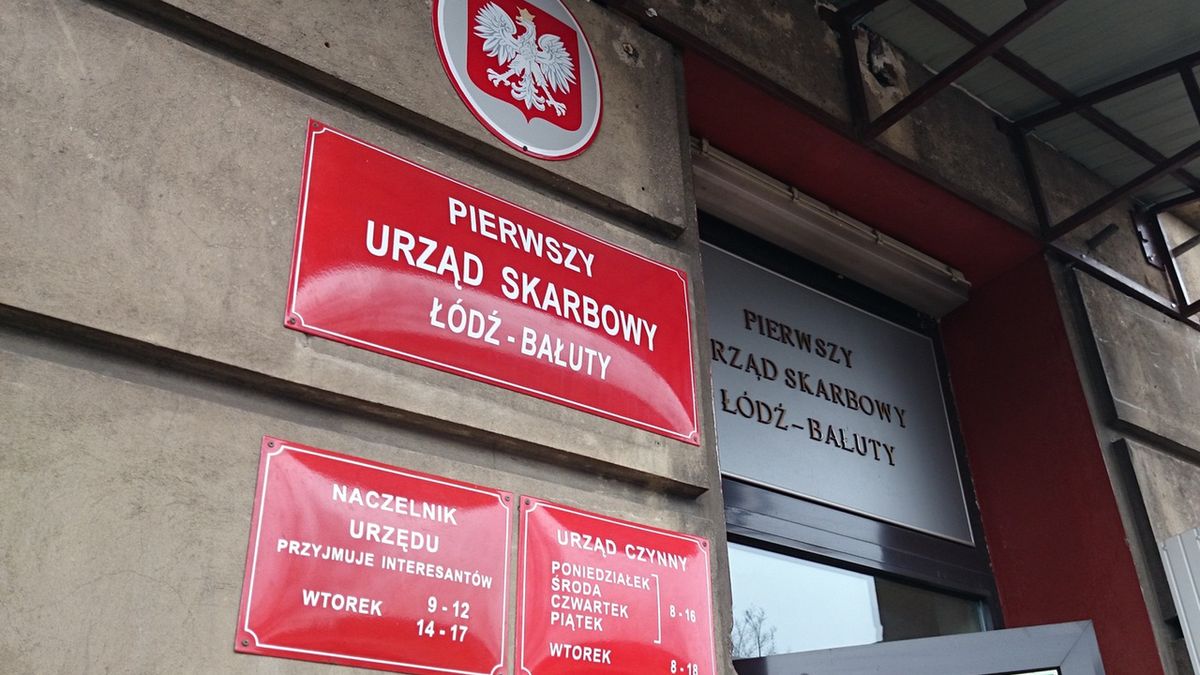 PIERWSZY
URZĄD SKARBOWY
ŁÓDŹ - BAŁUTY
PIERWSZY
RZĄD SKARBOWY
ŁÓDŹ - BAŁUTY
NACZELNIK
URZĘDU
PRZYJMUJE INTERESANTÓW
WTOREK 9 - 12
14 - 17
URZĄD CZYNNY
PONIEDZIAŁEK
ŚRODA
CZWARTEK
PIĄTEK
8 - 16
WTOREK 8 - 18